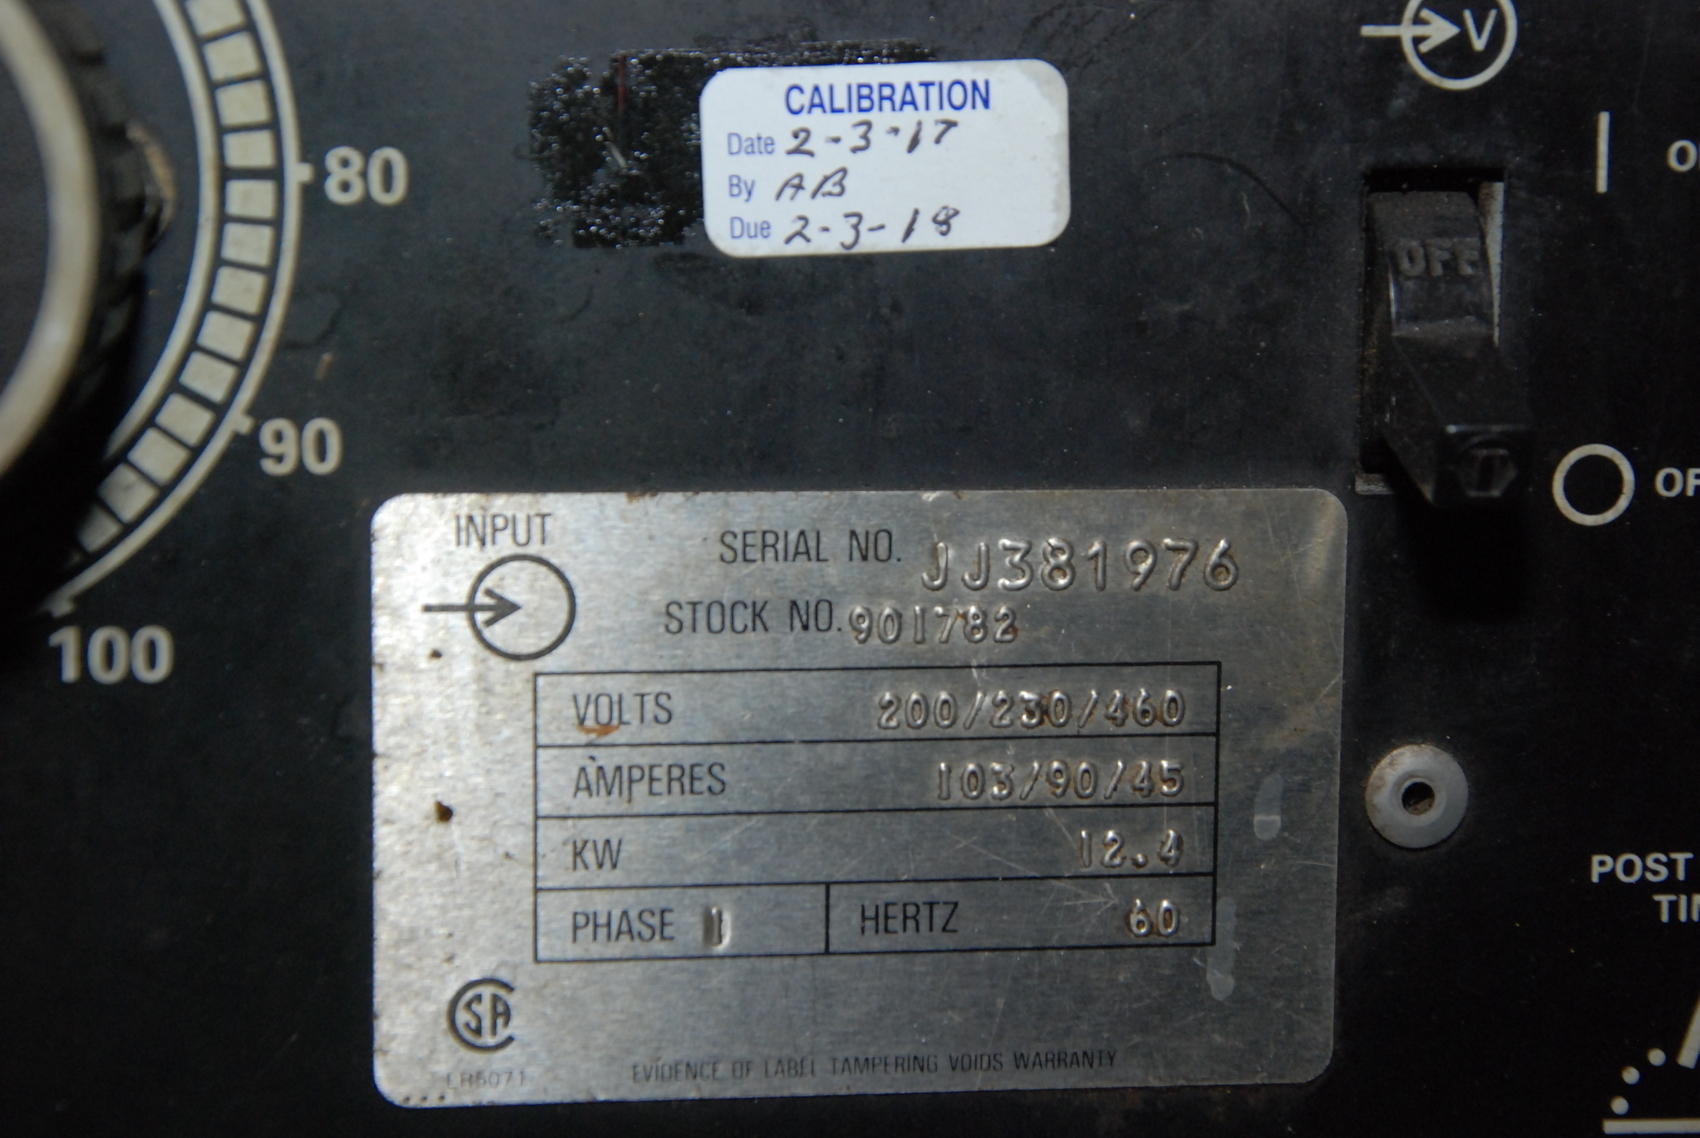 V
CALIBRATION
Date 2-3-17
By AB
Due 2-3-18
80
OFF
90
100
INPUT
SERIAL NO. JJ381976
STOCK NO. 901782
VOLTS 200/230/460
AMPERES 103/90/45
KW 12.4
PHASE 1 HERTZ 60
POST
SA
LR5071
EVIDENCE OF LABEL TAMPERING VOIDS WARRANTY